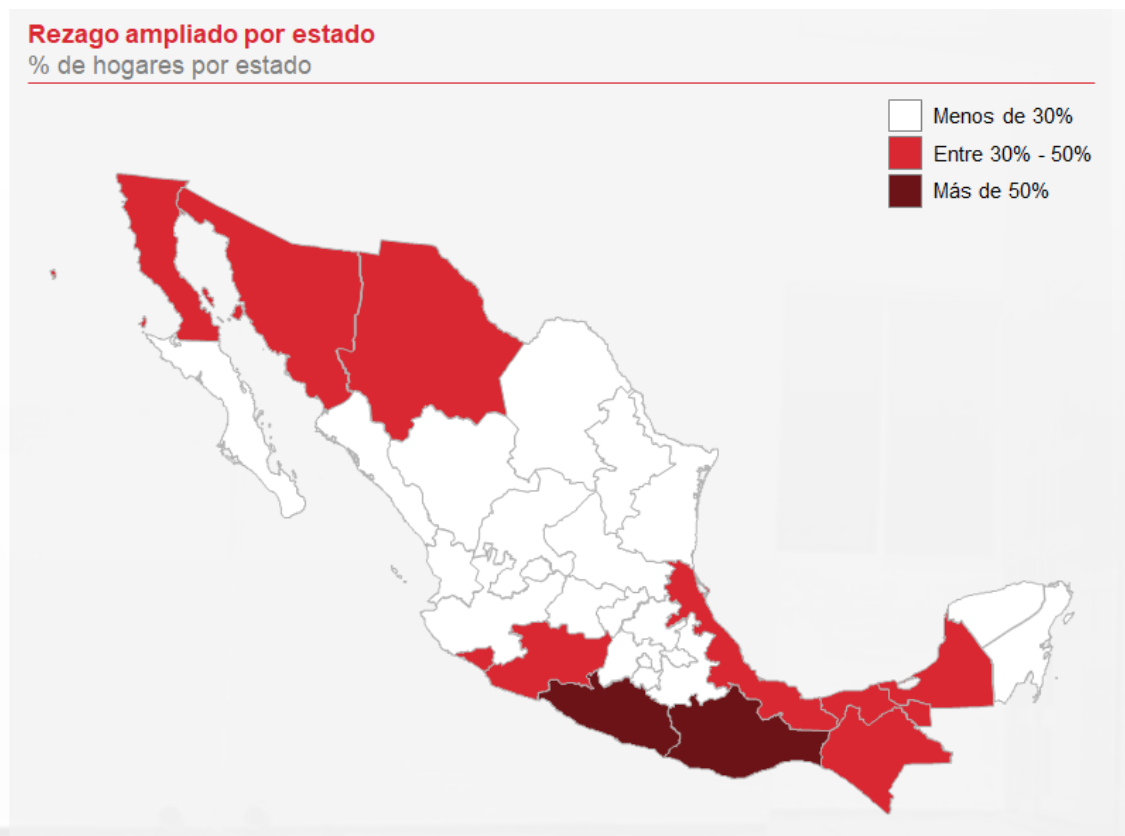 Rezago ampliado por estado
% de hogares por estado
Menos de 30%
Entre 30% - 50%
Más de 50%